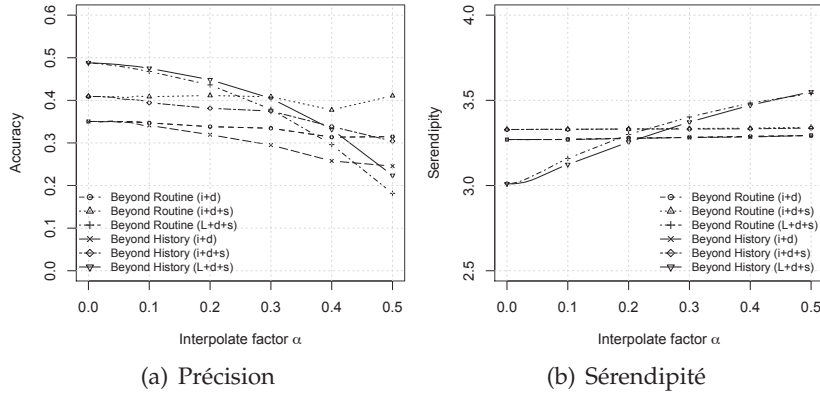 0.6
0.5
0.4
0.3
0.2
0.1
0.0
Accuracy
Beyond Routine (i+d)
Beyond Routine (i+d+s)
Beyond Routine (L+d+s)
Beyond History (i+d)
Beyond History (i+d+s)
Beyond History (L+d+s)
0.0 0.1 0.2 0.3 0.4 0.5
Interpolate factor α
(a) Précision
4.0
3.5
3.0
2.5
Serendipity
Beyond Routine (i+d)
Beyond Routine (i+d+s)
Beyond Routine (L+d+s)
Beyond History (i+d)
Beyond History (i+d+s)
Beyond History (L+d+s)
0.0 0.1 0.2 0.3 0.4 0.5
Interpolate factor α
(b) Sérendipité